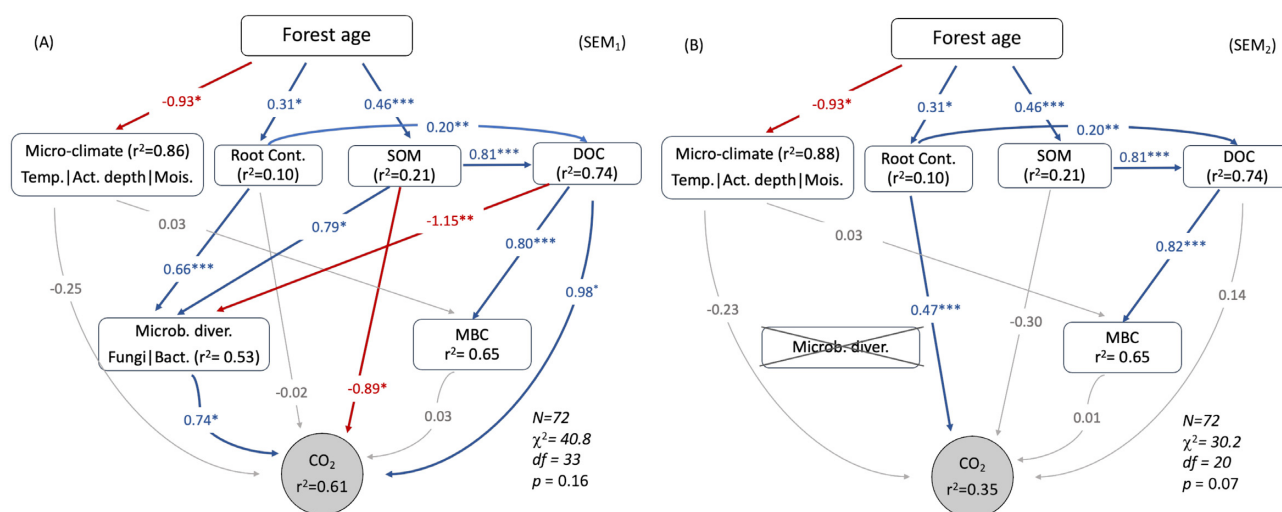 (A)
Forest age
(SEM₁)
-0.93*
0.31*
0.46***
0.20**
Micro-climate (r²=0.86)
Temp.|Act. depth|Mois.
Root Cont.
(r²=0.10)
SOM
(r²=0.21)
0.81***
DOC
(r²=0.74)
0.03
0.79*
-1.15**
0.80***
0.66***
-0.25
0.98*
Microb. diver.
Fungi|Bact. (r²= 0.53)
MBC
r²= 0.65
-0.02
-0.89*
0.03
0.74*
CO₂
r²=0.61
N=72
χ²= 40.8
df = 33
p = 0.16
(B)
Forest age
(SEM₂)
-0.93*
0.31*
0.46***
0.20**
Micro-climate (r²=0.88)
Temp.|Act. depth|Mois.
Root Cont.
(r²=0.10)
SOM
(r²=0.21)
0.81***
DOC
(r²=0.74)
0.03
0.82***
-0.23
0.47***
-0.30
0.14
Microb. diver.
MBC
r²= 0.65
0.01
CO₂
r²=0.35
N=72
χ²= 30.2
df = 20
p = 0.07